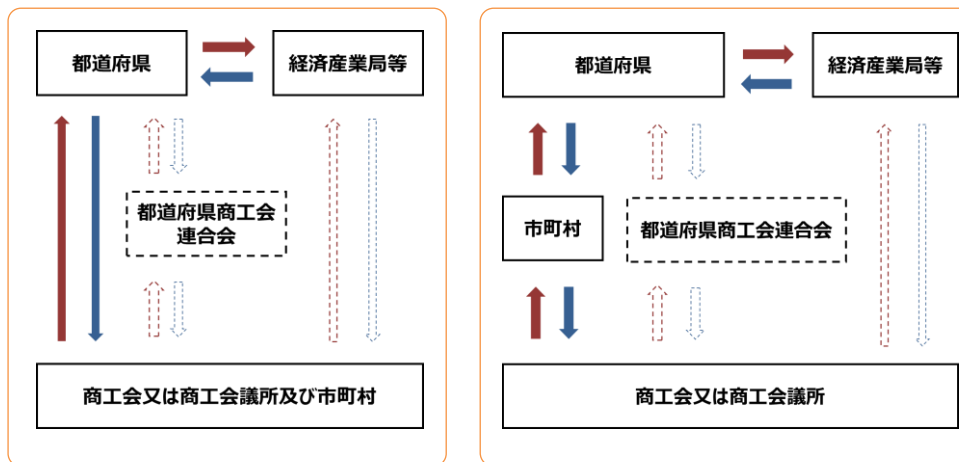 都道府県
経済産業局等
都道府県商工会
連合会
商工会又は商工会議所及び市町村
都道府県
経済産業局等
市町村
都道府県商工会連合会
商工会又は商工会議所